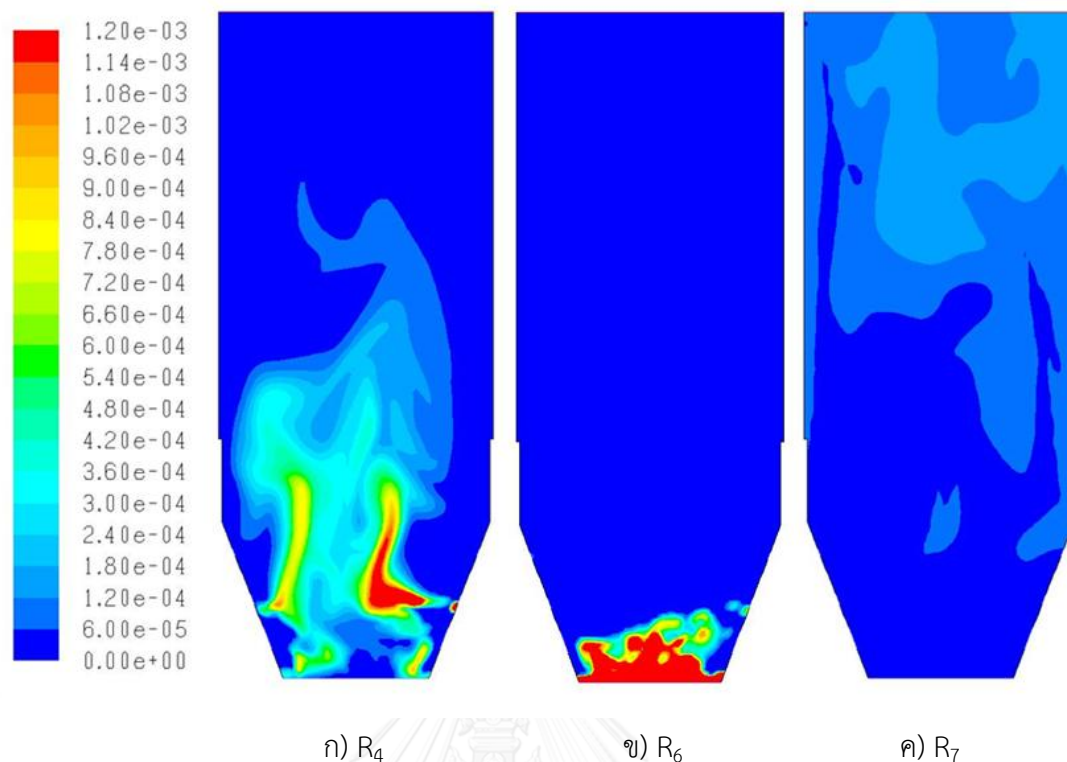 1.20e-03
1.14e-03
1.08e-03
1.02e-03
9.60e-04
9.00e-04
8.40e-04
7.80e-04
7.20e-04
6.60e-04
6.00e-04
5.40e-04
4.80e-04
4.20e-04
3.60e-04
3.00e-04
2.40e-04
1.80e-04
1.20e-04
6.00e-05
0.00e+00
ก) R₄ ข) R₆ ค) R₇